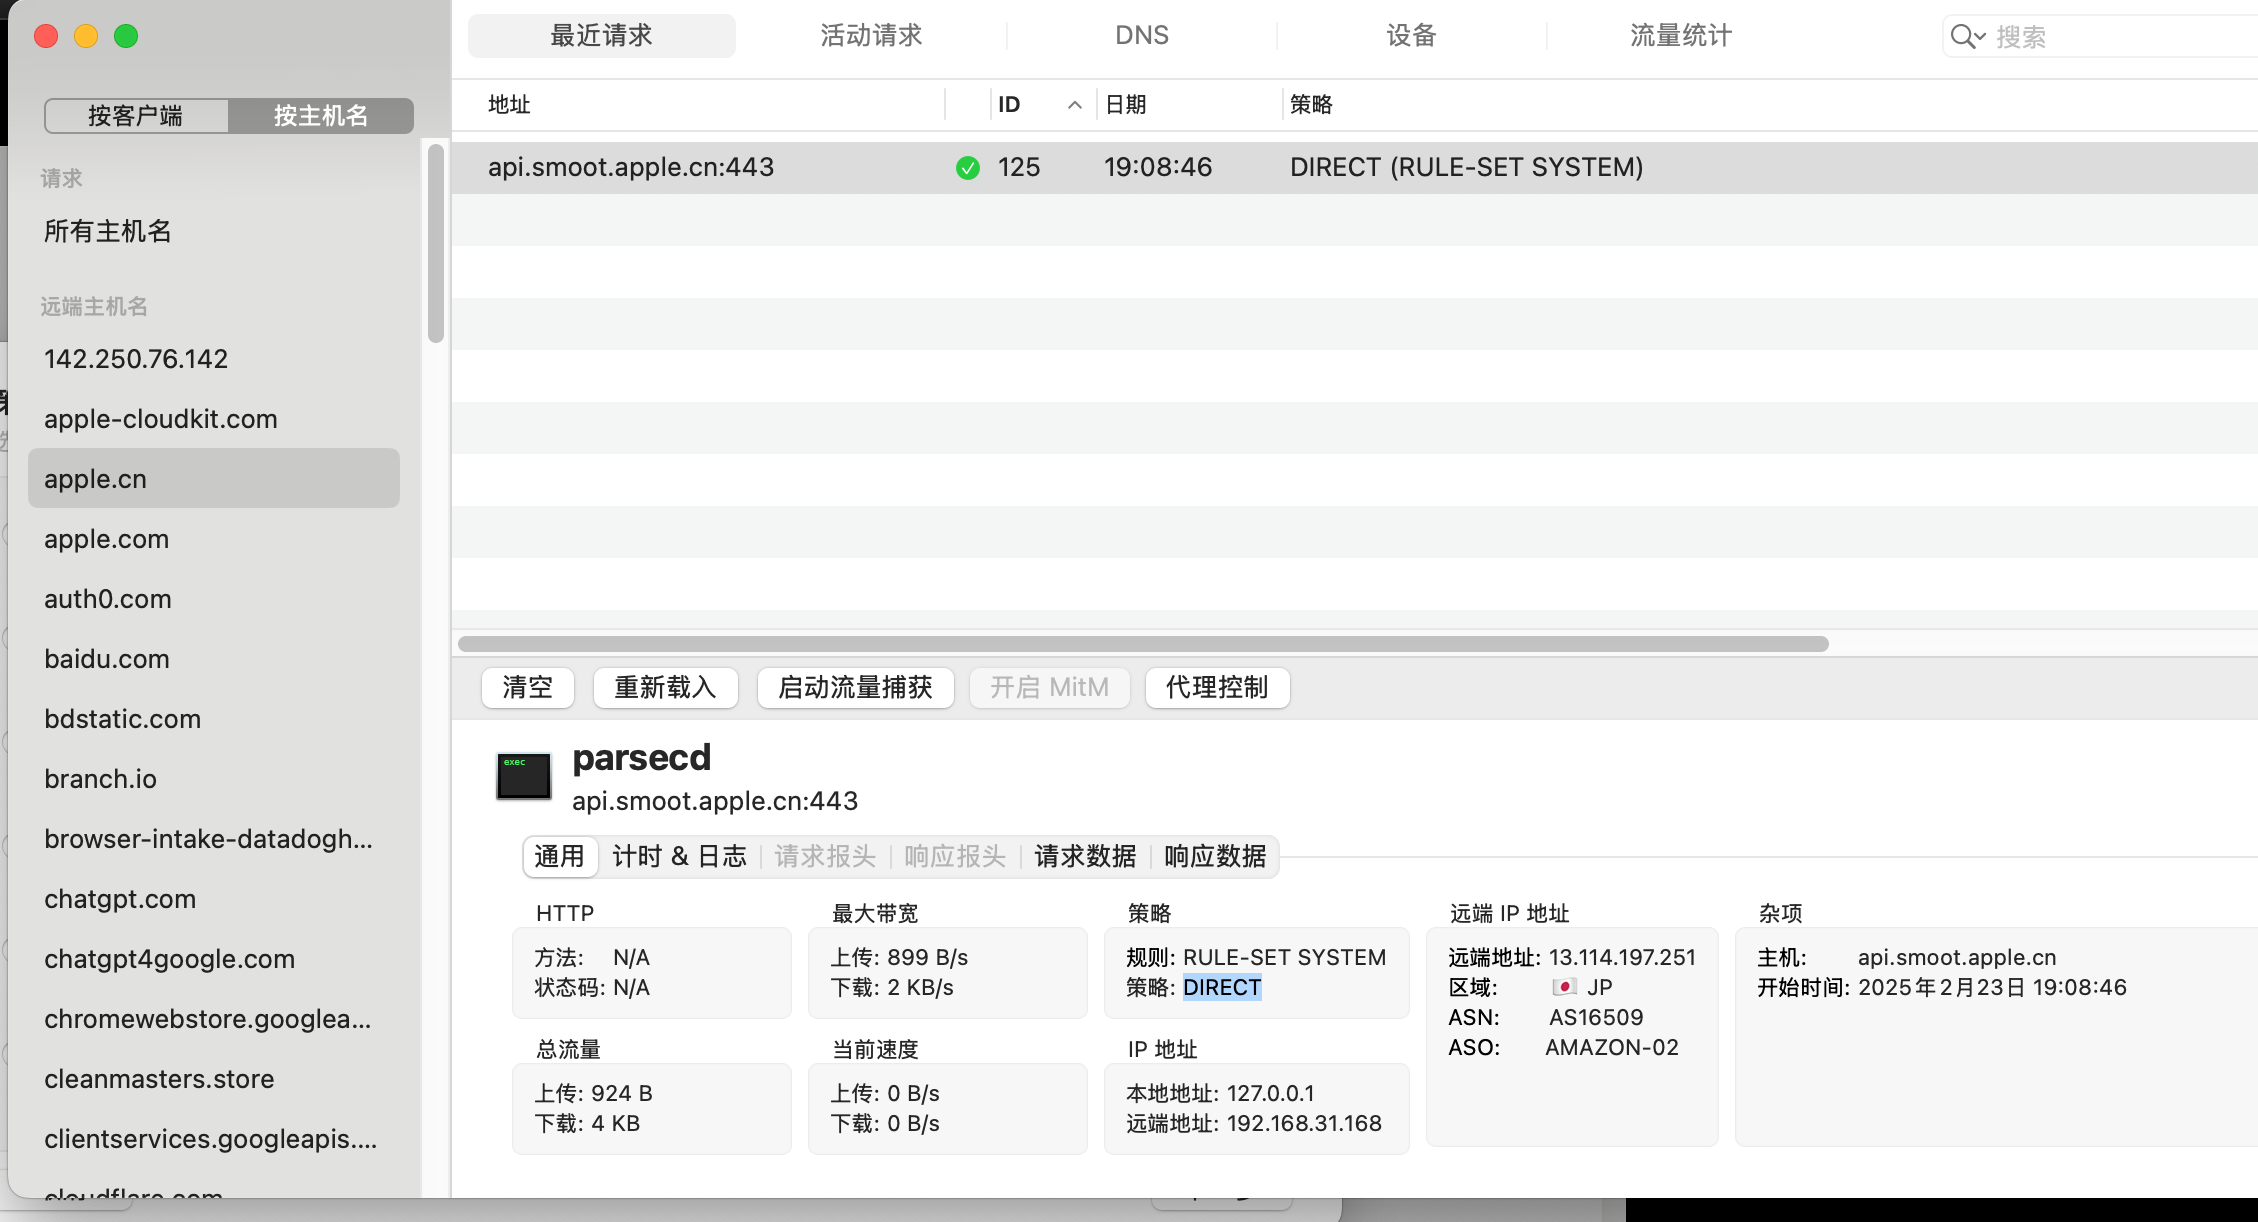 最近请求
活动请求
DNS
设备
流量统计
搜索
按客户端
按主机名
请求
所有主机名
远端主机名
142.250.76.142
apple-cloudkit.com
apple.cn
apple.com
auth0.com
baidu.com
bdstatic.com
branch.io
browser-intake-datadogh...
chatgpt.com
chatgpt4google.com
chromewebstore.googlea...
cleanmasters.store
clientservices.googleapis....
cloudflare.com
地址
ID
日期
策略
api.smoot.apple.cn:443
125
19:08:46
DIRECT (RULE-SET SYSTEM)
清空
重新载入
启动流量捕获
开启 MitM
代理控制
exec
parsecd
api.smoot.apple.cn:443
通用
计时 & 日志
请求报头
响应报头
请求数据
响应数据
HTTP
方法: N/A
状态码: N/A
最大带宽
上传: 899 B/s
下载: 2 KB/s
策略
规则: RULE-SET SYSTEM
策略: DIRECT
远端 IP 地址
远端地址: 13.114.197.251
区域: 🇯🇵 JP
ASN: AS16509
ASO: AMAZON-02
杂项
主机: api.smoot.apple.cn
开始时间: 2025年2月23日 19:08:46
总流量
上传: 924 B
下载: 4 KB
当前速度
上传: 0 B/s
下载: 0 B/s
IP 地址
本地地址: 127.0.0.1
远端地址: 192.168.31.168